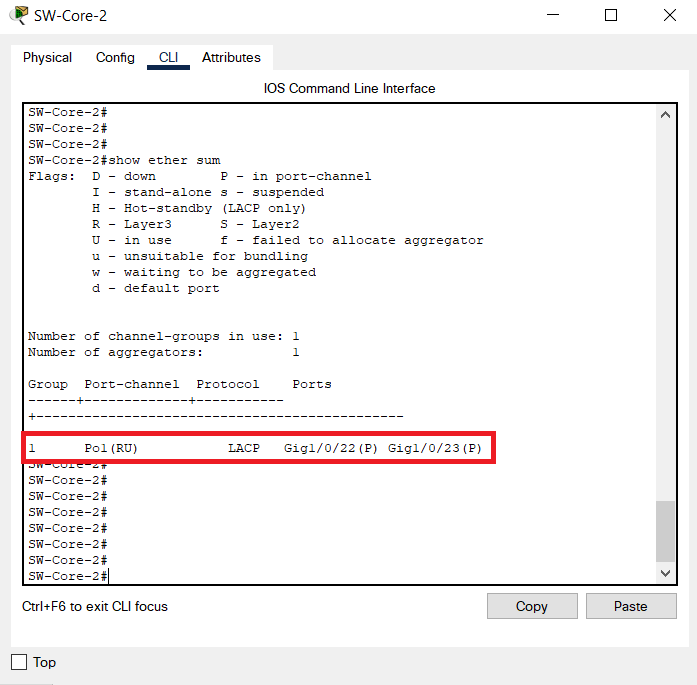 SW-Core-2
Physical Config CLI Attributes
IOS Command Line Interface
SW-Core-2#
SW-Core-2#
SW-Core-2#
SW-Core-2#show ether sum
Flags:  D - down        P - in port-channel
        I - stand-alone s - suspended
        H - Hot-standby (LACP only)
        R - Layer3      S - Layer2
        U - in use      f - failed to allocate aggregator
        u - unsuitable for bundling
        w - waiting to be aggregated
        d - default port
Number of channel-groups in use: 1
Number of aggregators:           1
Group  Port-channel  Protocol    Ports
------+-------------+-----------
+----------------------------------------------
1      Po1(RU)           LACP   Gig1/0/22(P) Gig1/0/23(P)
SW-Core-2#
SW-Core-2#
SW-Core-2#
SW-Core-2#
SW-Core-2#
SW-Core-2#
SW-Core-2#
SW-Core-2#
Ctrl+F6 to exit CLI focus
Copy
Paste
Top